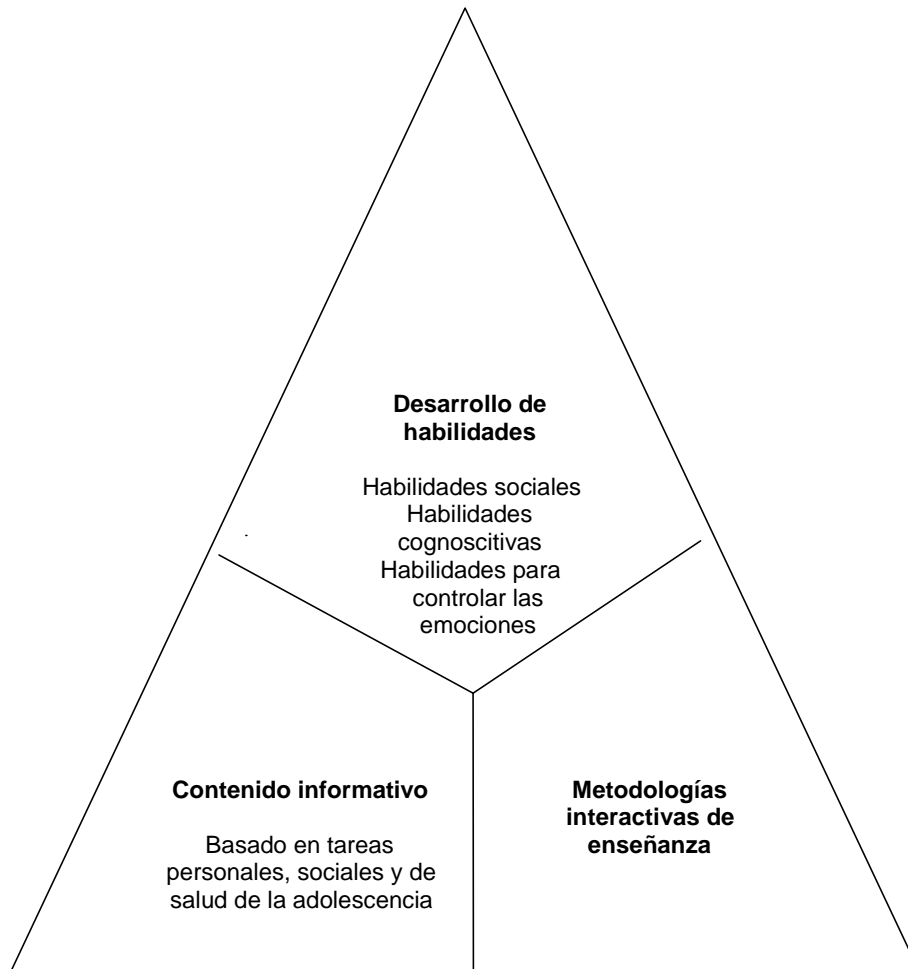 Desarrollo de
habilidades
Habilidades sociales
Habilidades
cognoscitivas
Habilidades para
controlar las
emociones
Contenido informativo
Basado en tareas
personales, sociales y de
salud de la adolescencia
Metodologías
interactivas de
enseñanza